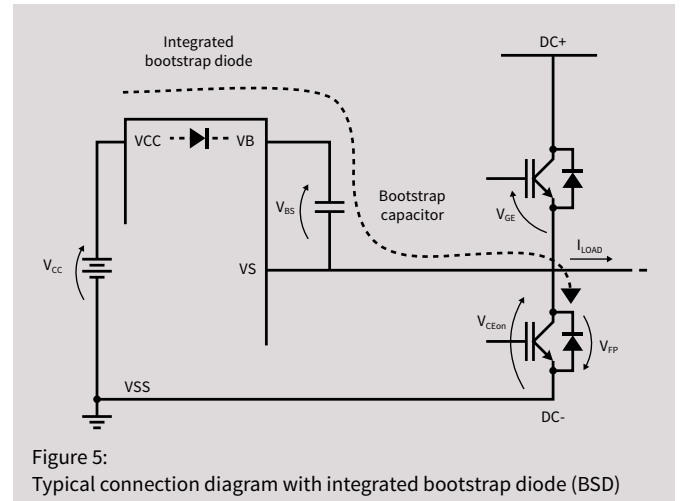 Integrated
bootstrap diode
DC+
VCC
VB
Bootstrap
capacitor
VBS
VGE
ILOAD
VCC
VS
VCEon
VFP
VSS
DC-
Figure 5:
Typical connection diagram with integrated bootstrap diode (BSD)